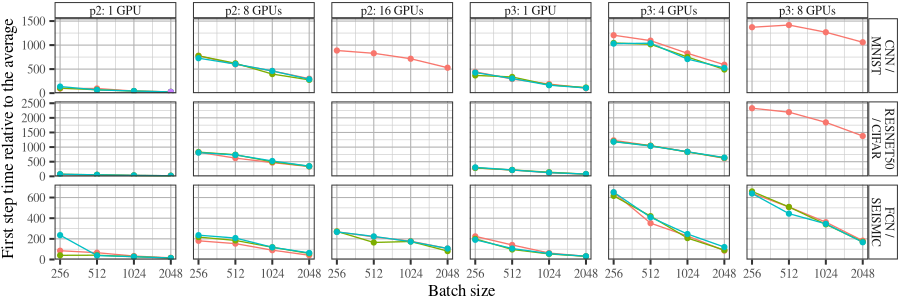 p2: 1 GPU
p2: 8 GPUs
p2: 16 GPUs
p3: 1 GPU
p3: 4 GPUs
p3: 8 GPUs
First step time relative to the average
1500
1000
500
0
CNN /
MNIST
2500
2000
1500
1000
500
0
RESNET50
/ CIFAR
600
400
200
0
FCN /
SEISMIC
256 512 1024 2048 256 512 1024 2048 256 512 1024 2048 256 512 1024 2048 256 512 1024 2048 256 512 1024 2048
Batch size